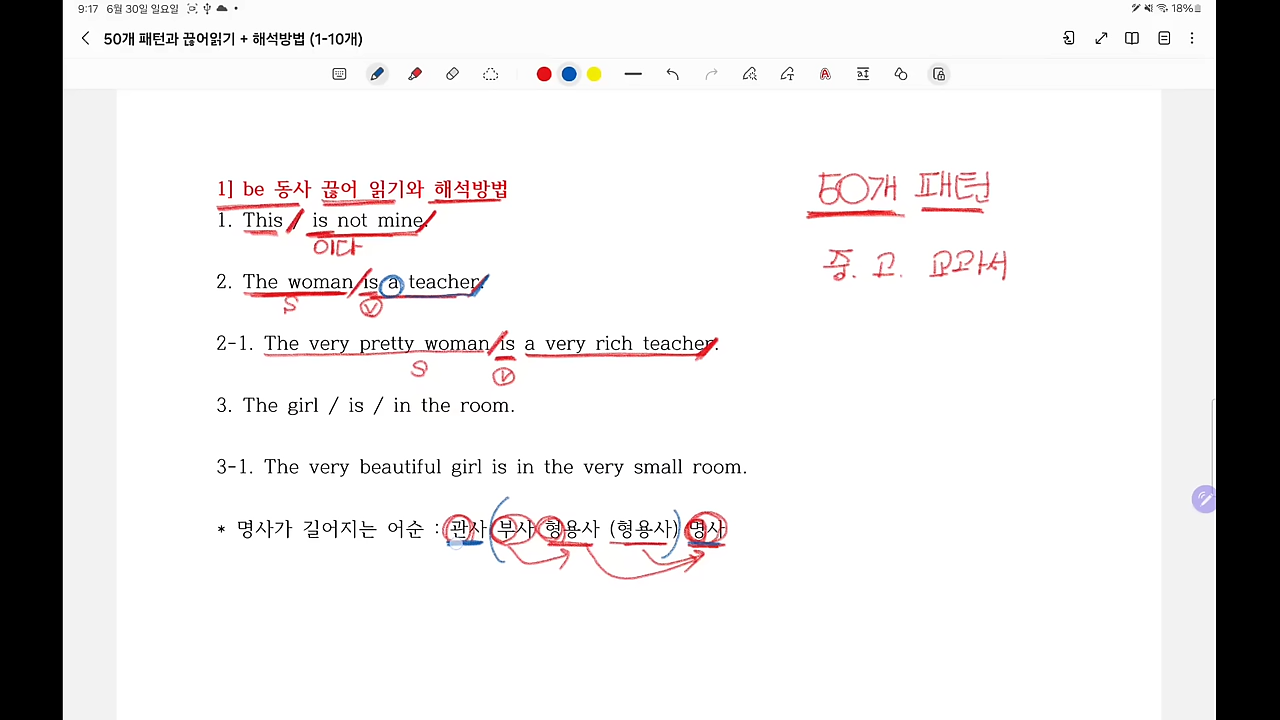 9:17 6월 30일 일요일
18%
50개 패턴과 끊어읽기 + 해석방법 (1-10개)
1] be 동사 끊어 읽기와 해석방법
50개 패턴
1. This / is not mine.
이다
중. 고. 교과서
2. The woman / is a teacher.
S V
2-1. The very pretty woman / is a very rich teacher.
S V
3. The girl / is / in the room.
3-1. The very beautiful girl is in the very small room.
* 명사가 길어지는 어순 : 관사 (부사 형용사 (형용사) ) 명사